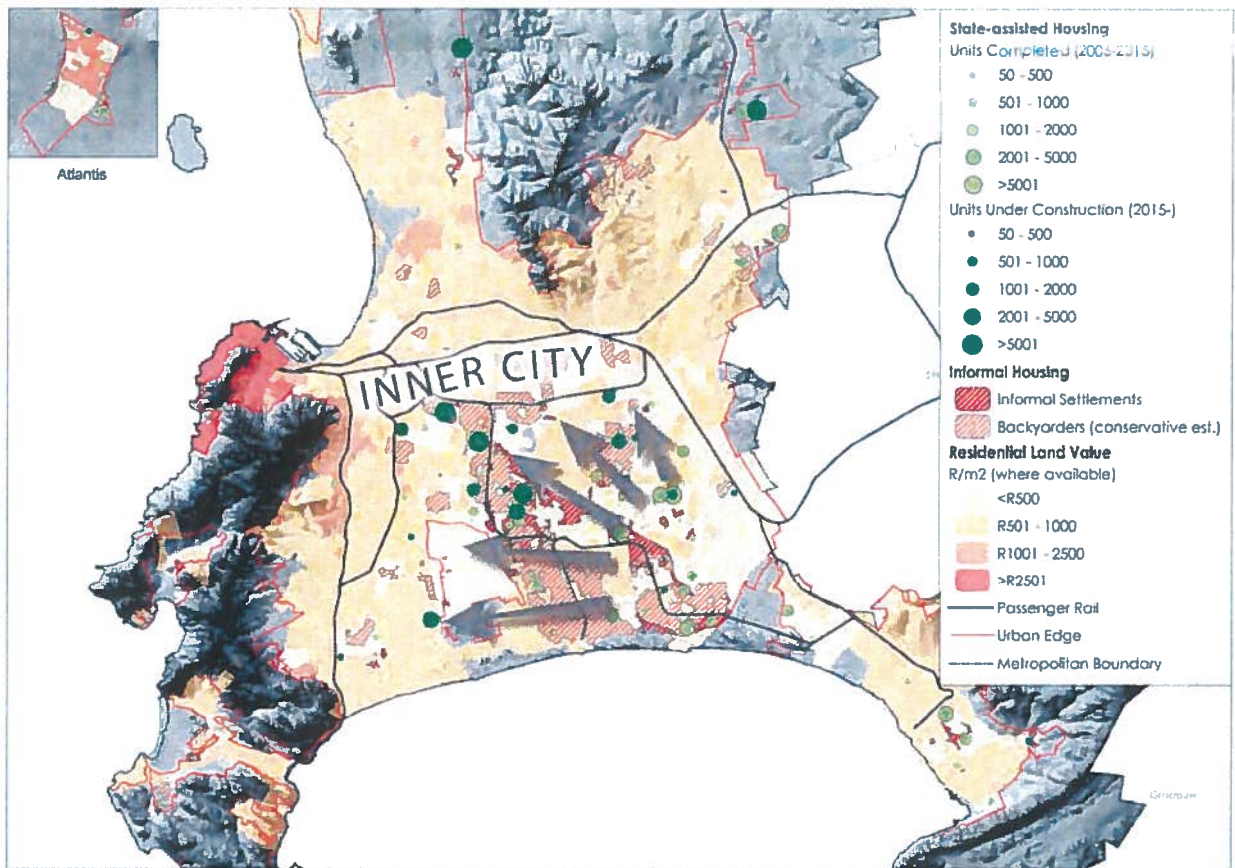 Atlantis
INNER CITY
State-assisted Housing
Units Completed (2005-2015)
50 - 500
501 - 1000
1001 - 2000
2001 - 5000
>5001
Units Under Construction (2015-)
50 - 500
501 - 1000
1001 - 2000
2001 - 5000
>5001
Informal Housing
Informal Settlements
Backyarders (conservative est.)
Residential Land Value
R/m2 (where available)
<R500
R501 - 1000
R1001 - 2500
>R2501
Passenger Rail
Urban Edge
Metropolitan Boundary